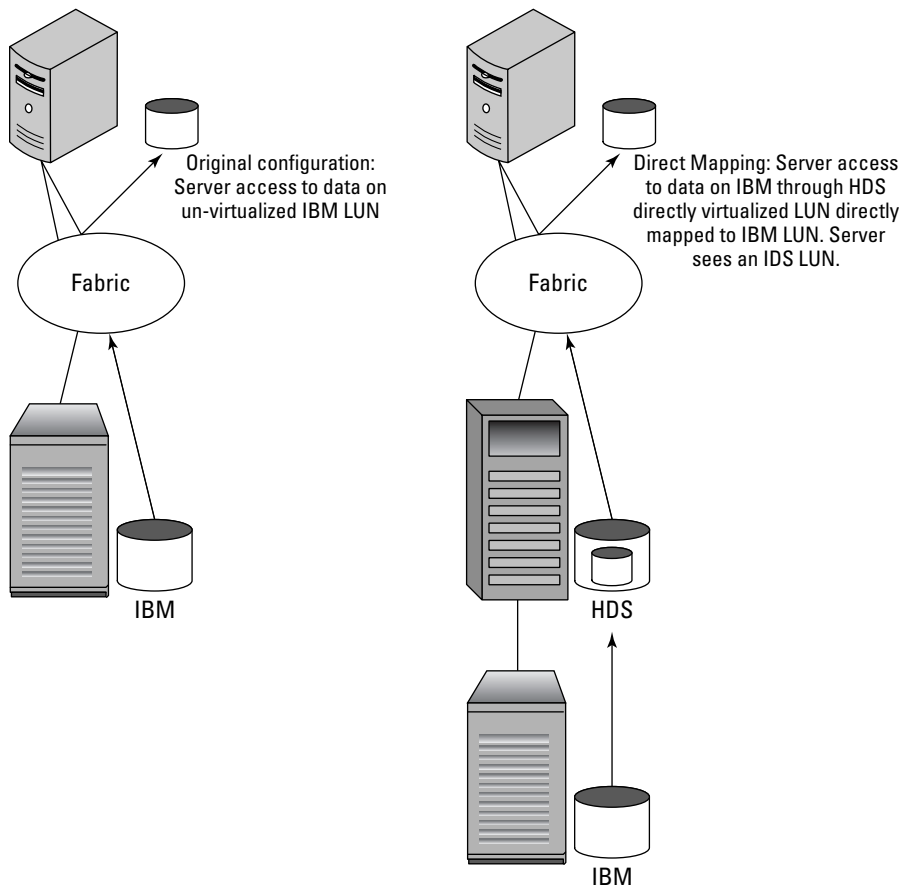 Original configuration:
Server access to data on
un-virtualized IBM LUN
Fabric
IBM
Direct Mapping: Server access
to data on IBM through HDS
directly virtualized LUN directly
mapped to IBM LUN. Server
sees an IDS LUN.
Fabric
HDS
IBM